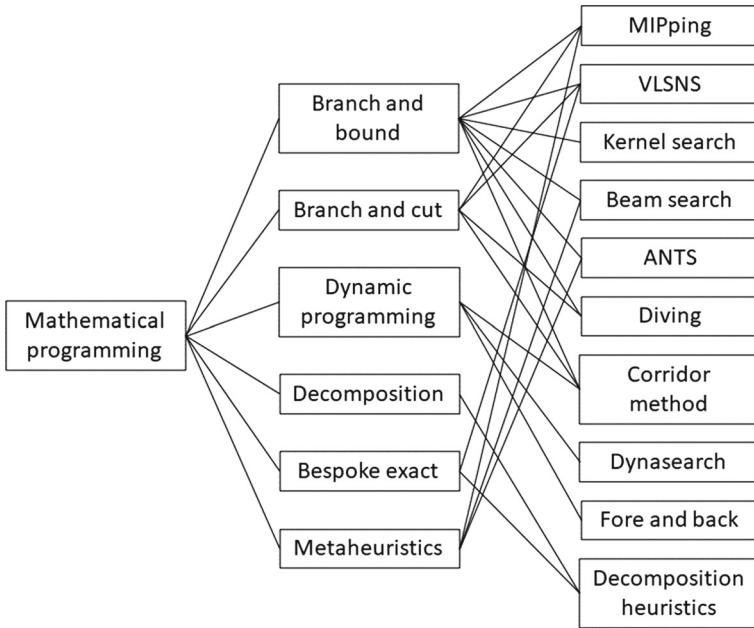 Mathematical
programming
Branch and
bound
Branch and cut
Dynamic
programming
Decomposition
Bespoke exact
Metaheuristics
MIPping
VLSNS
Kernel search
Beam search
ANTS
Diving
Corridor
method
Dynasearch
Fore and back
Decomposition
heuristics